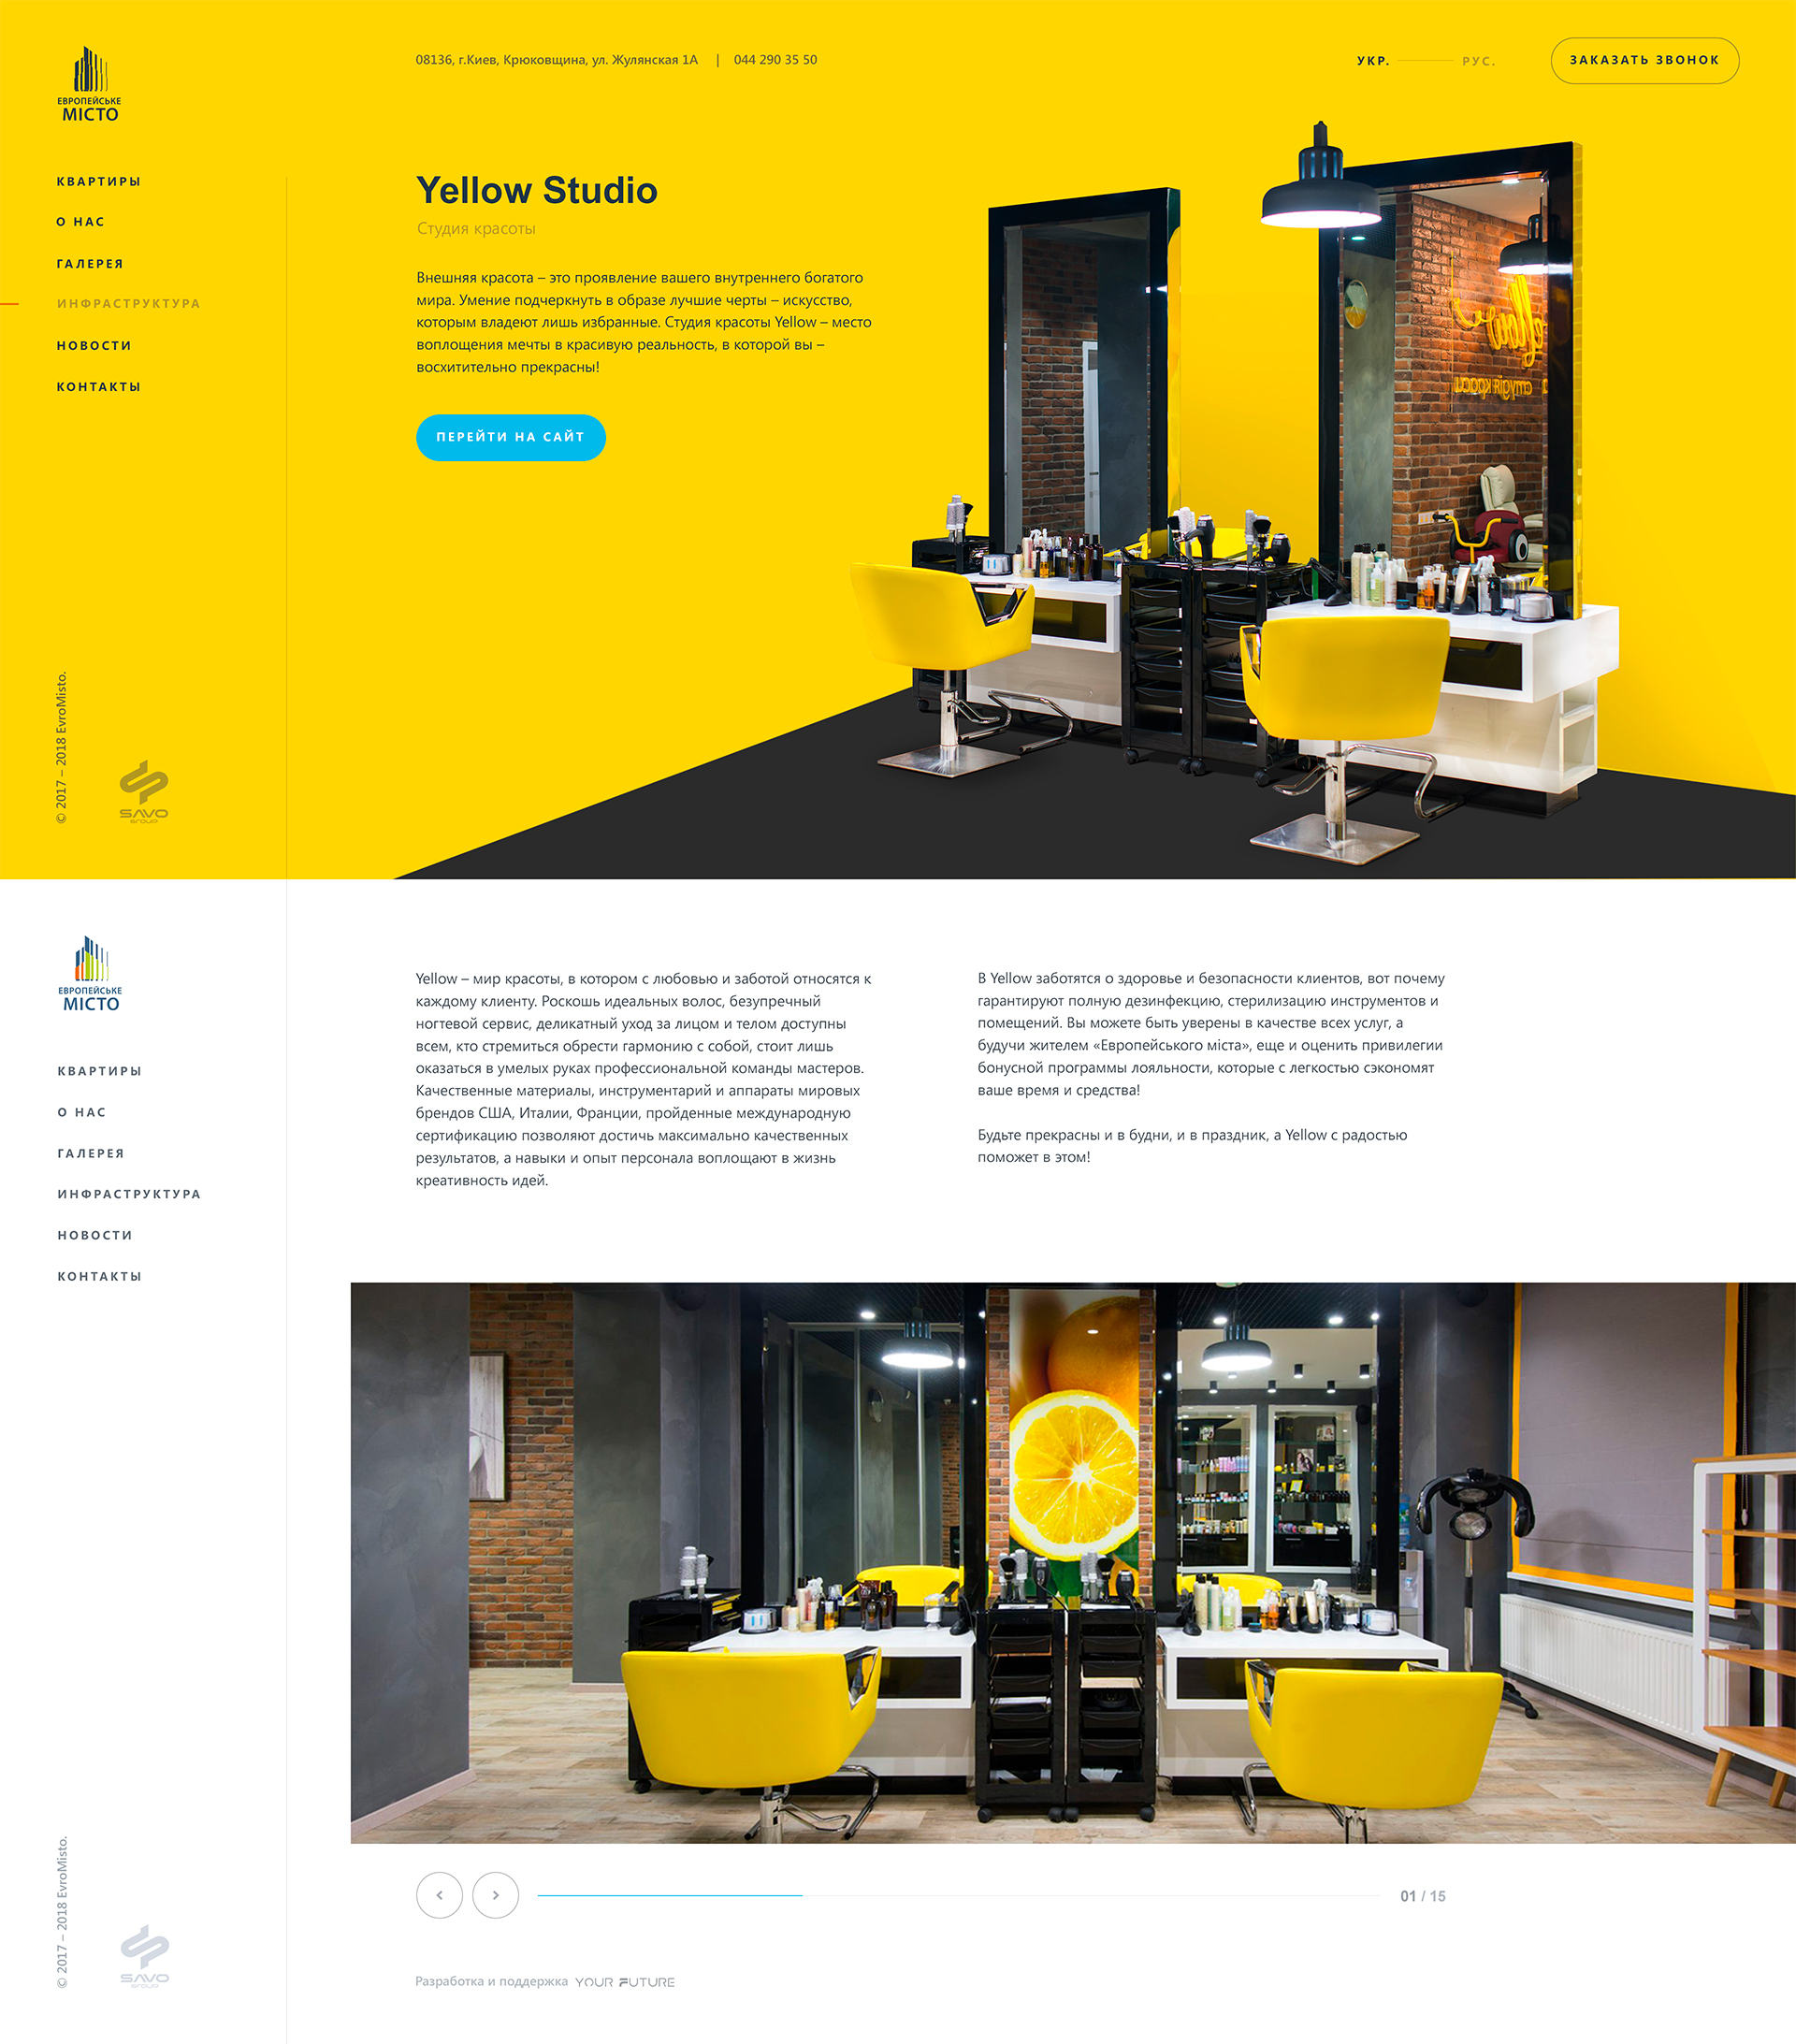 ЕВРОПЕЙСЬКЕ
МІСТО
08136, г.Киев, Крюковщина, ул. Жулянская 1А | 044 290 35 50
УКР. РУС.
ЗАКАЗАТЬ ЗВОНОК
КВАРТИРЫ
О НАС
ГАЛЕРЕЯ
ИНФРАСТРУКТУРА
НОВОСТИ
КОНТАКТЫ
Yellow Studio
Студия красоты
Внешняя красота – это проявление вашего внутреннего богатого
мира. Умение подчеркнуть в образе лучшие черты – искусство,
которым владеют лишь избранные. Студия красоты Yellow – место
воплощения мечты в красивую реальность, в которой вы –
восхитительно прекрасны!
ПЕРЕЙТИ НА САЙТ
© 2017 – 2018 EvroMisto.
SAVO
group
ЕВРОПЕЙСЬКЕ
МІСТО
КВАРТИРЫ
О НАС
ГАЛЕРЕЯ
ИНФРАСТРУКТУРА
НОВОСТИ
КОНТАКТЫ
Yellow – мир красоты, в котором с любовью и заботой относятся к
каждому клиенту. Роскошь идеальных волос, безупречный
ногтевой сервис, деликатный уход за лицом и телом доступны
всем, кто стремиться обрести гармонию с собой, стоит лишь
оказаться в умелых руках профессиональной команды мастеров.
Качественные материалы, инструментарий и аппараты мировых
брендов США, Италии, Франции, пройденные международную
сертификацию позволяют достичь максимально качественных
результатов, а навыки и опыт персонала воплощают в жизнь
креативность идей.
В Yellow заботятся о здоровье и безопасности клиентов, вот почему
гарантируют полную дезинфекцию, стерилизацию инструментов и
помещений. Вы можете быть уверены в качестве всех услуг, а
будучи жителем «Европейського міста», еще и оценить привилегии
бонусной программы лояльности, которые с легкостью сэкономят
ваше время и средства!
Будьте прекрасны и в будни, и в праздник, а Yellow с радостью
поможет в этом!
01 / 15
© 2017 – 2018 EvroMisto.
SAVO
group
Разработка и поддержка YOUR FUTURE